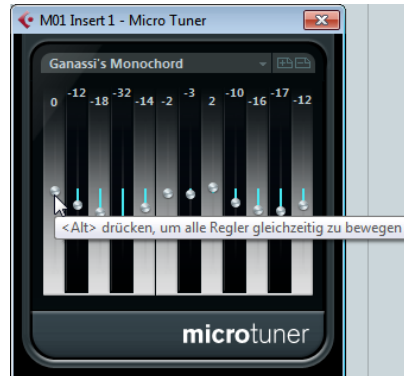 M01 Insert 1 - Micro Tuner
Ganassi's Monochord
0 -12 -18 -32 -14 -2 -3 2 -10 -16 -17 -12
<Alt> drücken, um alle Regler gleichzeitig zu bewegen
microtuner